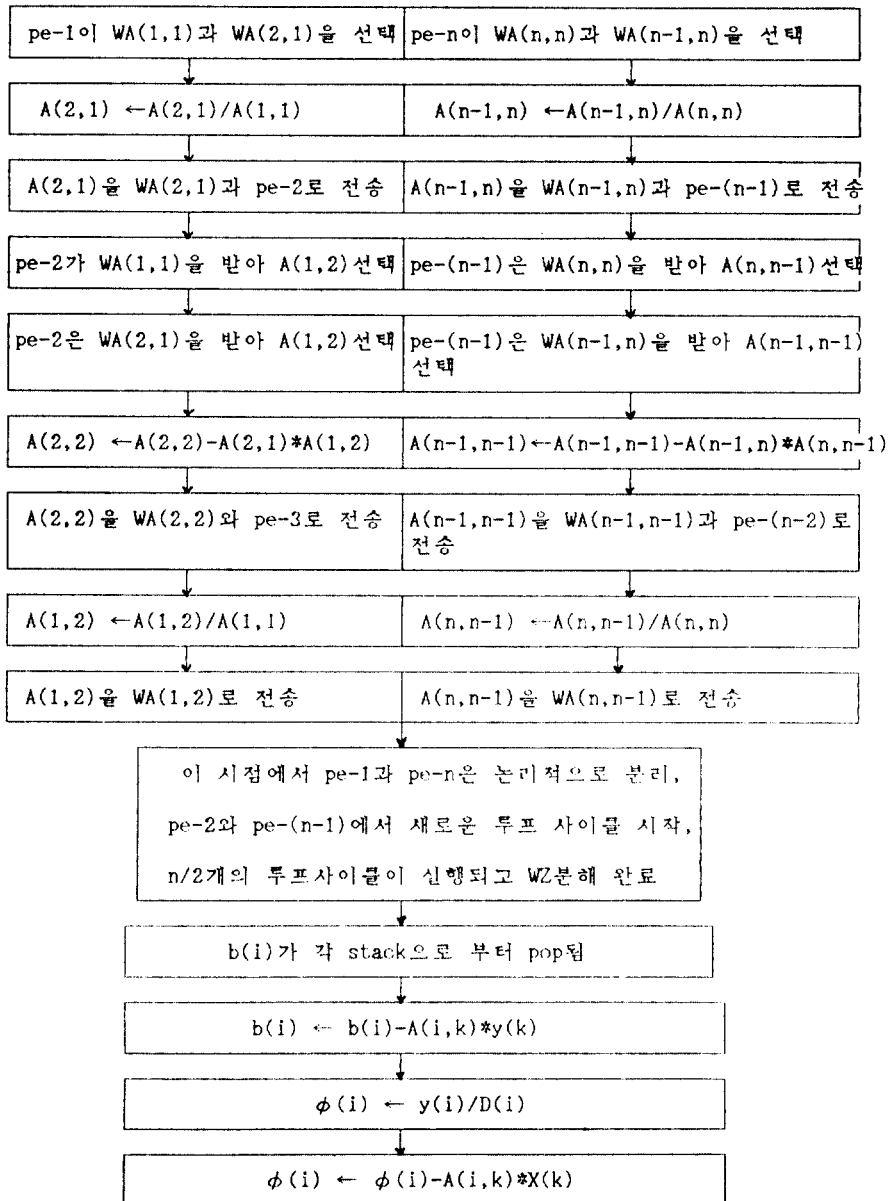 pe-1이 WA(1,1)과 WA(2,1)을 선택
pe-n이 WA(n,n)과 WA(n-1,n)을 선택
A(2,1) ←A(2,1)/A(1,1)
A(n-1,n) ←A(n-1,n)/A(n,n)
A(2,1)을 WA(2,1)과 pe-2로 전송
A(n-1,n)을 WA(n-1,n)과 pe-(n-1)로 전송
pe-2가 WA(1,1)을 받아 A(1,2)선택
pe-(n-1)은 WA(n,n)을 받아 A(n,n-1)선택
pe-2은 WA(2,1)을 받아 A(1,2)선택
pe-(n-1)은 WA(n-1,n)을 받아 A(n-1,n-1)
선택
A(2,2) ←A(2,2)-A(2,1)*A(1,2)
A(n-1,n-1)←A(n-1,n-1)-A(n-1,n)*A(n,n-1)
A(2,2)을 WA(2,2)와 pe-3로 전송
A(n-1,n-1)을 WA(n-1,n-1)과 pe-(n-2)로
전송
A(1,2) ←A(1,2)/A(1,1)
A(n,n-1) ←A(n,n-1)/A(n,n)
A(1,2)을 WA(1,2)로 전송
A(n,n-1)을 WA(n,n-1)로 전송
이 시점에서 pe-1과 pe-n은 논리적으로 분리,
pe-2와 pe-(n-1)에서 새로운 루프 사이클 시작,
n/2개의 루프사이클이 실행되고 WZ분해 완료
b(i)가 각 stack으로 부터 pop됨
b(i) ← b(i)-A(i,k)*y(k)
φ(i) ← y(i)/D(i)
φ(i) ← φ(i)-A(i,k)*X(k)